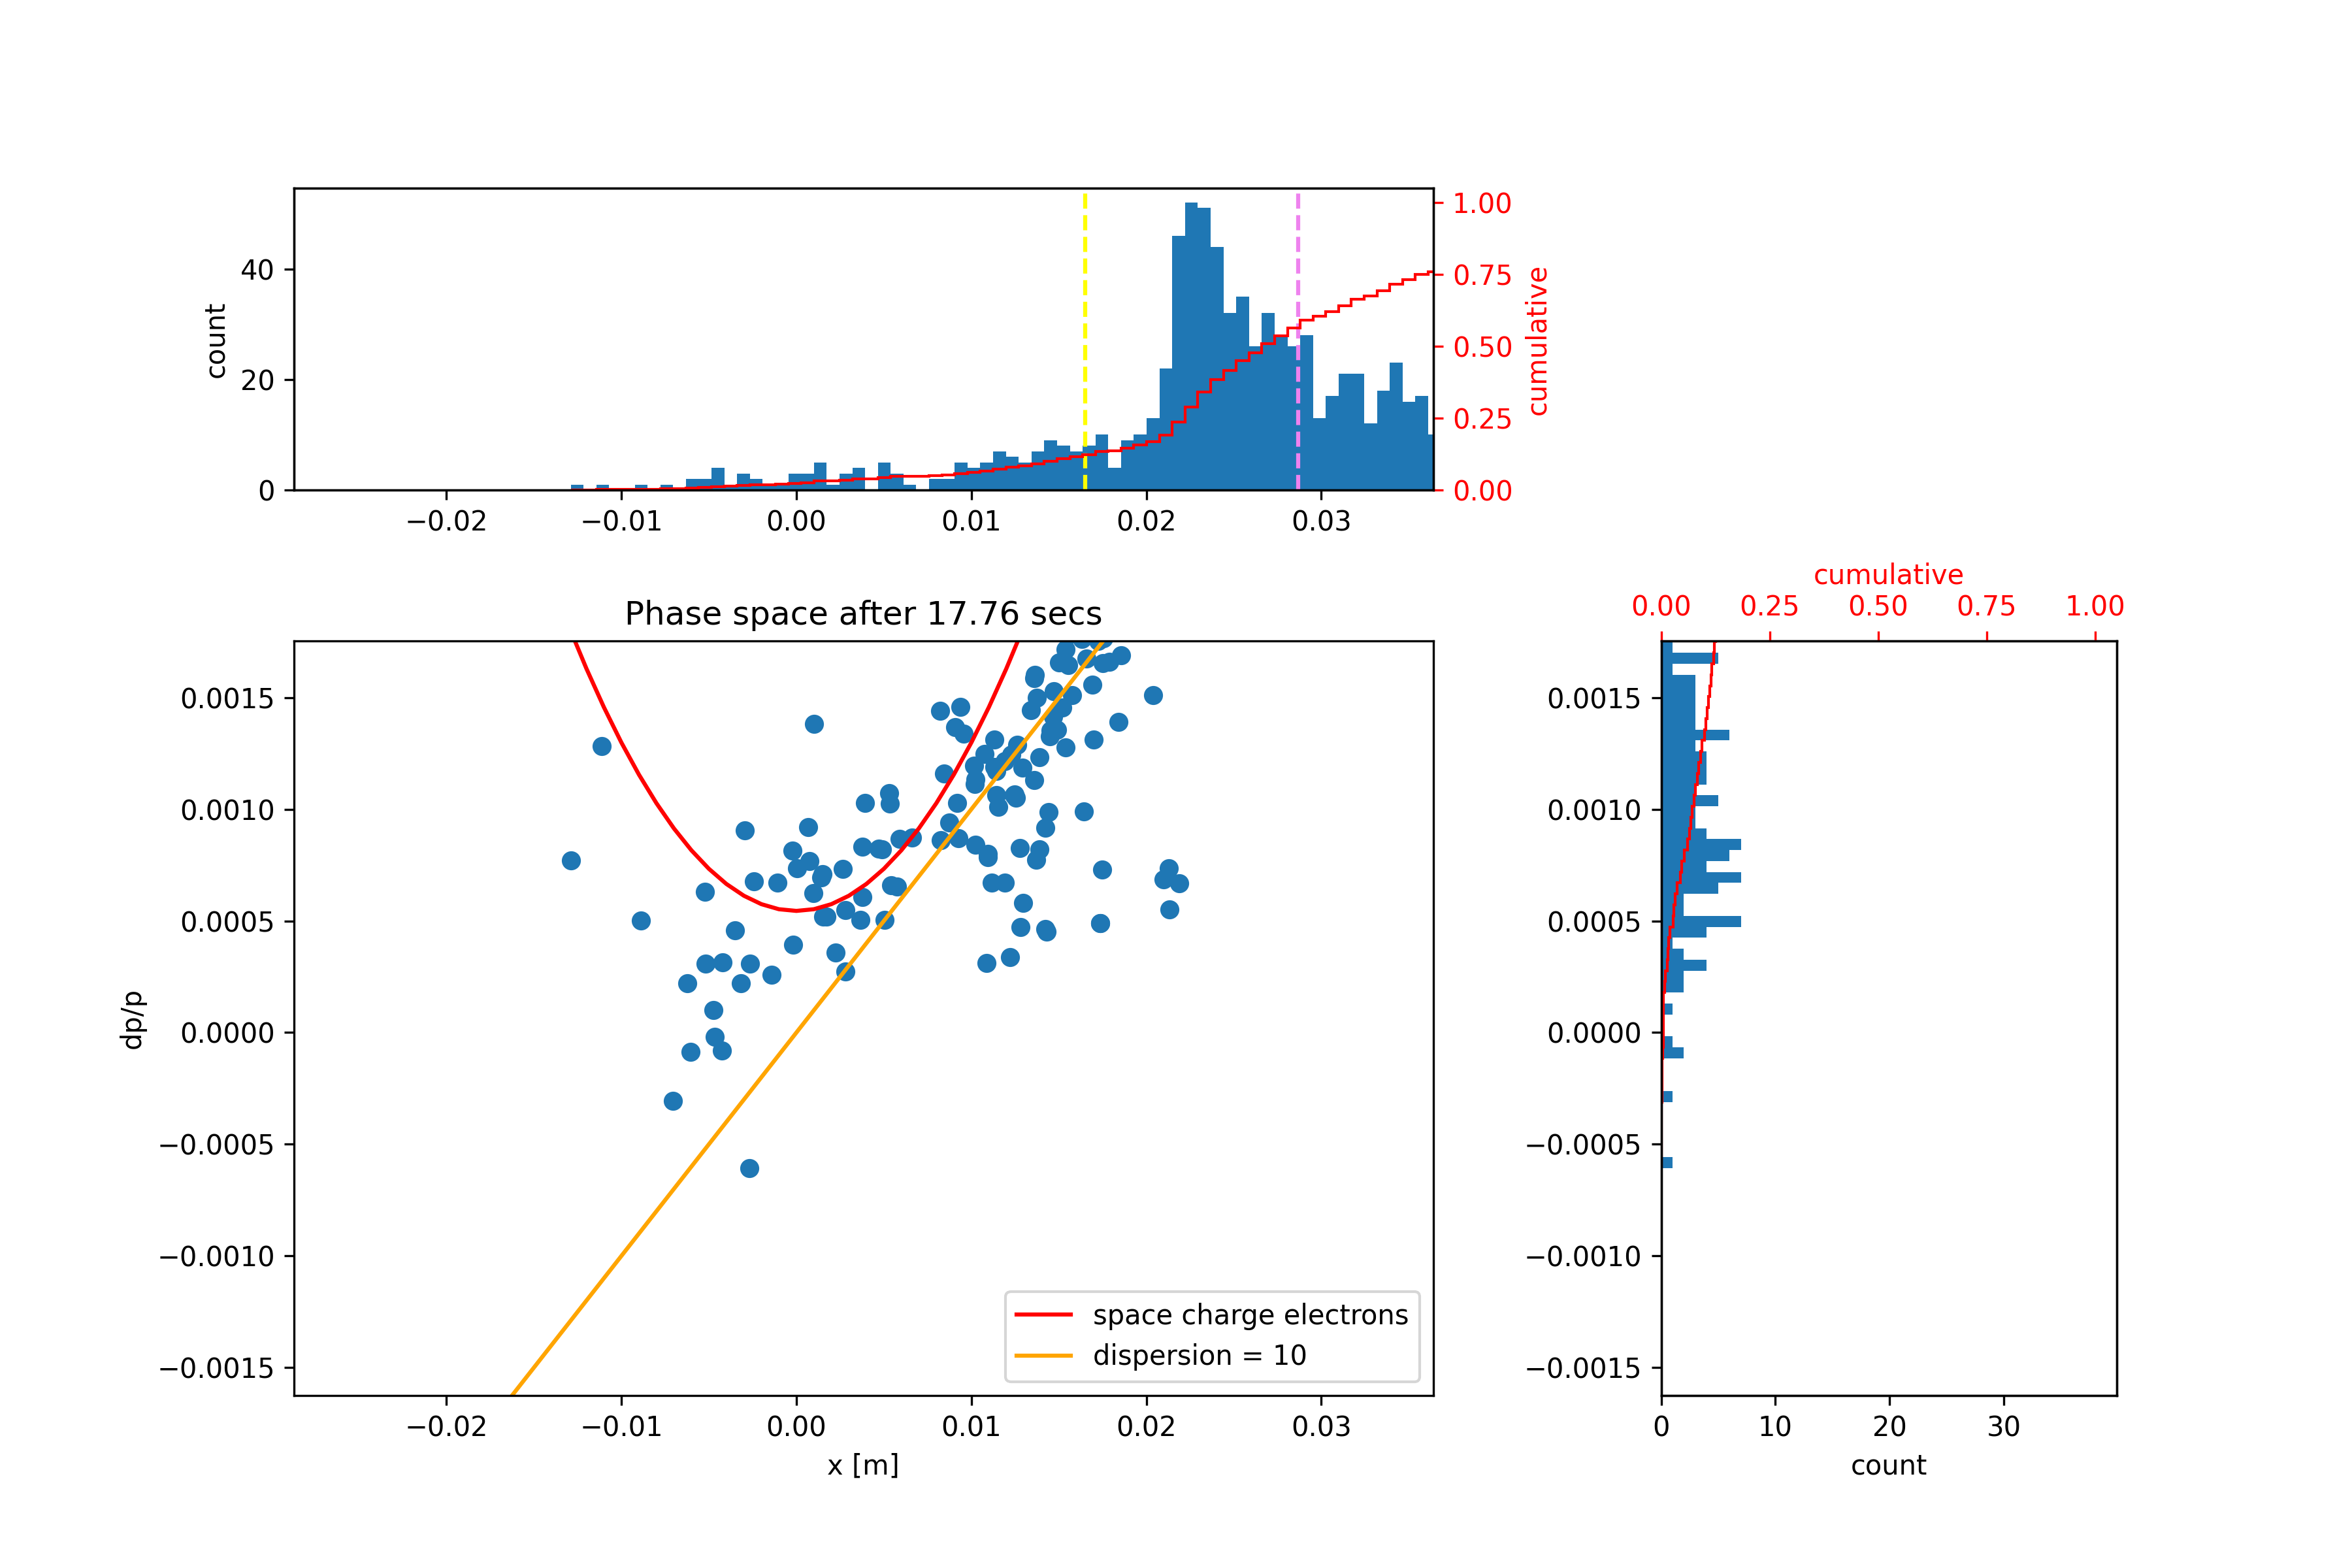 count
40
20
0
1.00
0.75
0.50
0.25
0.00
cumulative
−0.02 −0.01 0.00 0.01 0.02 0.03
Phase space after 17.76 secs
dp/p
0.0015
0.0010
0.0005
0.0000
−0.0005
−0.0010
−0.0015
space charge electrons
dispersion = 10
−0.02 −0.01 0.00 0.01 0.02 0.03
x [m]
cumulative
0.00 0.25 0.50 0.75 1.00
0.0015
0.0010
0.0005
0.0000
−0.0005
−0.0010
−0.0015
0 10 20 30
count